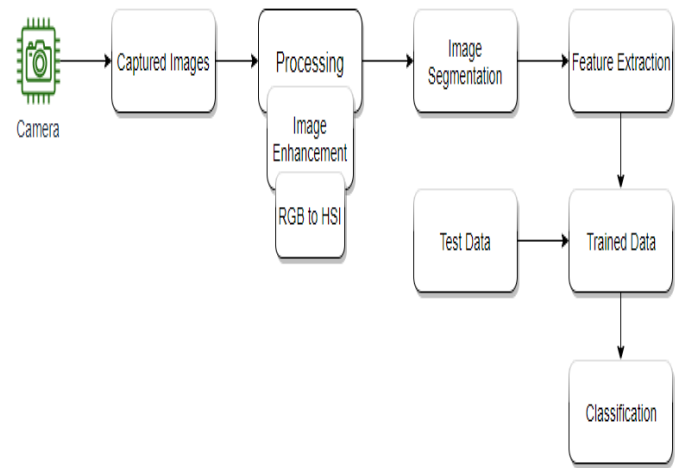 Camera
Captured Images
Processing
Image
Enhancement
RGB to HSI
Image
Segmentation
Feature Extraction
Test Data
Trained Data
Classification